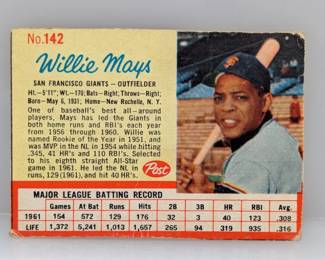 No. 142
Willie Mays
SAN FRANCISCO GIANTS — OUTFIELDER
Ht.–5'11"; Wt.–170; Bats–Right; Throws–Right;
Born–May 6, 1931; Home–New Rochelle, N. Y.
One of baseball's best all-around
players, Mays has led the Giants
in both home runs and RBI's each
year from 1956 through 1960. Willie
was named Rookie of the Year in 1951, and
was MVP in the NL in 1954 while hitting
.345, 41 HR's and 110 RBI's. Selected
to his eighth straight All-Star
game in 1961. He led the NL in
runs, 129 (1961), and hit 40 HR's.
Post
MAJOR LEAGUE BATTING RECORD
Games At Bat Runs Hits 2B 3B HR RBI Avg.
1961 154 572 129 176 32 3 40 123 .308
LIFE 1,372 5,241 1,013 1,657 265 94 319 935 .316